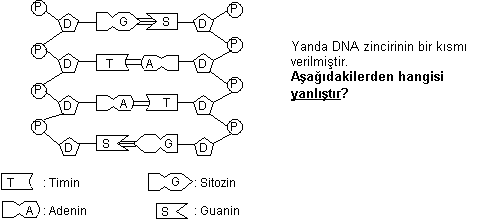 P G S P
D D
Yanda DNA zincirinin bir kısmı
verilmiştir.
Aşağıdakilerden hangisi
yanlıştır?
P T A P
D D
P A T P
D D
P S G P
D D
T : Timin G : Sitozin
A : Adenin S : Guanin